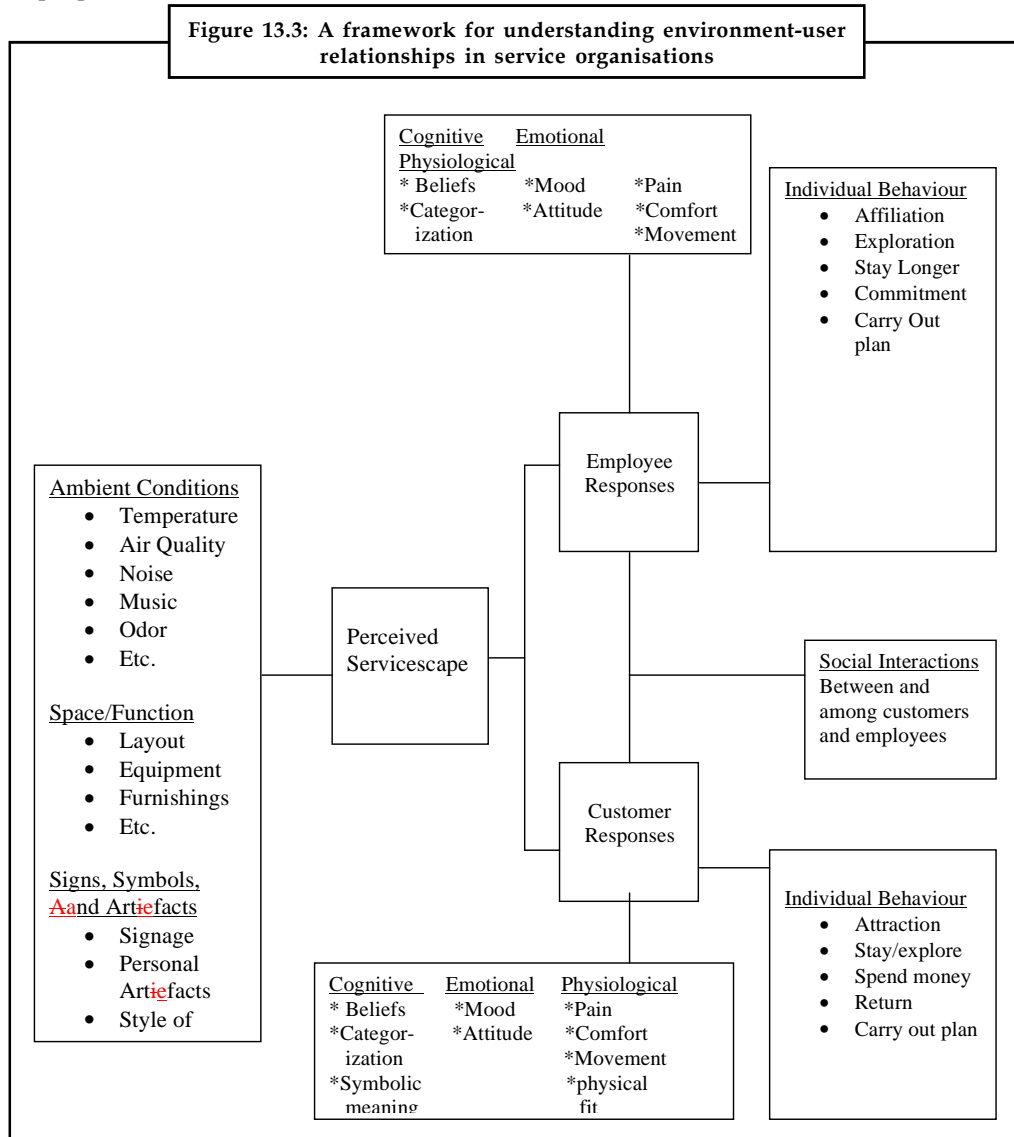 Figure 13.3: A framework for understanding environment-user
relationships in service organisations
Cognitive Emotional
Physiological
* Beliefs *Mood *Pain
*Categor- *Attitude *Comfort
ization *Movement
Individual Behaviour
• Affiliation
• Exploration
• Stay Longer
• Commitment
• Carry Out
plan
Employee
Responses
Ambient Conditions
• Temperature
• Air Quality
• Noise
• Music
• Odor
• Etc.
Space/Function
• Layout
• Equipment
• Furnishings
• Etc.
Signs, Symbols,
Aand Artiefacts
• Signage
• Personal
Artiefacts
• Style of
Perceived
Servicescape
Social Interactions
Between and
among customers
and employees
Customer
Responses
Cognitive Emotional Physiological
* Beliefs *Mood *Pain
*Categor- *Attitude *Comfort
ization *Movement
*Symbolic *physical
meaning fit
Individual Behaviour
• Attraction
• Stay/explore
• Spend money
• Return
• Carry out plan